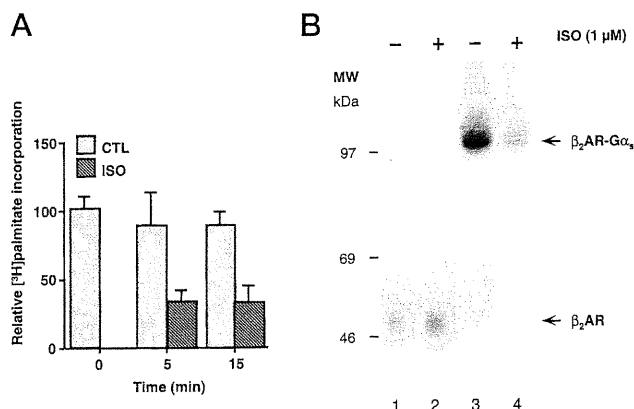 A
Relative [³H]palmitate incorporation
150
100
50
0
CTL
ISO
0 5 15
Time (min)
B
ISO (1 µM)
– + – +
MW
kDa
97
69
46
β₂AR-Gαₛ
β₂AR
1 2 3 4